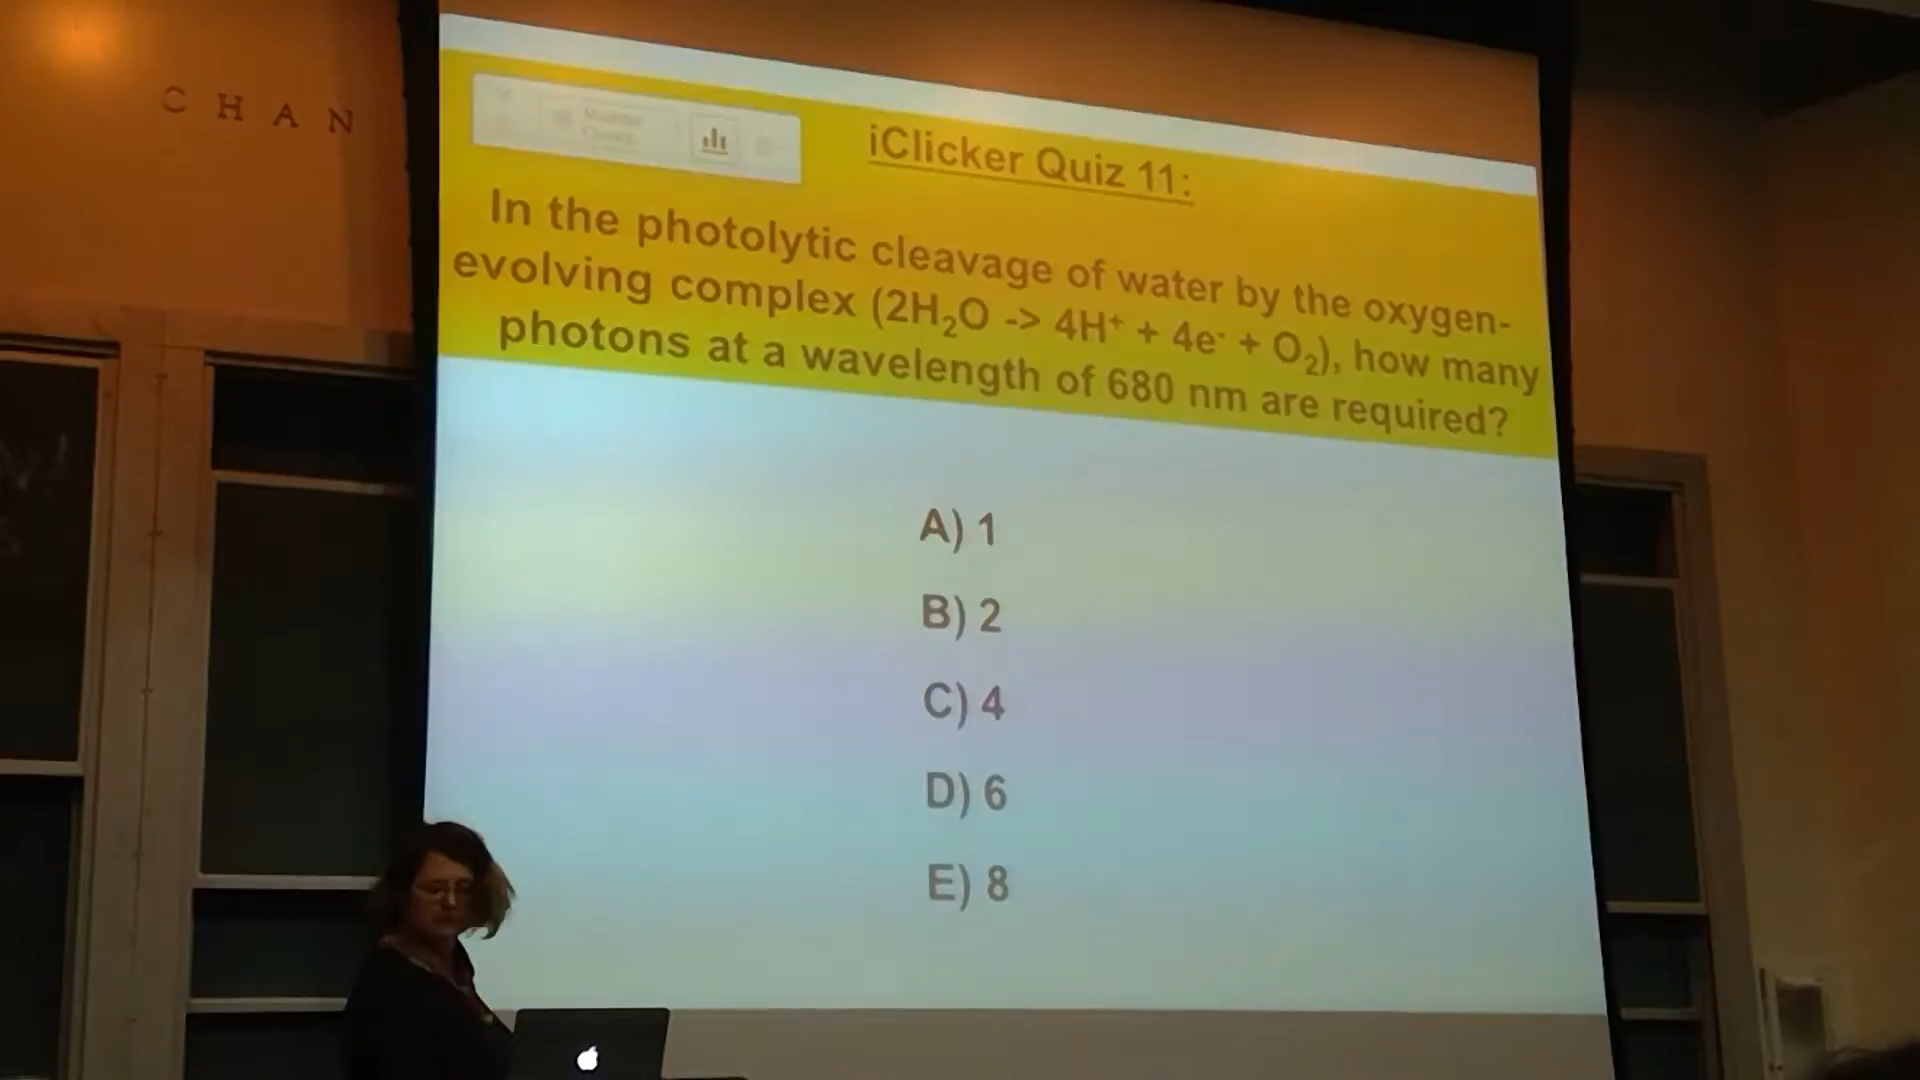 CHAN
iClicker Quiz 11:
In the photolytic cleavage of water by the oxygen-
evolving complex (2H₂O -> 4H⁺ + 4e⁻ + O₂), how many
photons at a wavelength of 680 nm are required?
A) 1
B) 2
C) 4
D) 6
E) 8